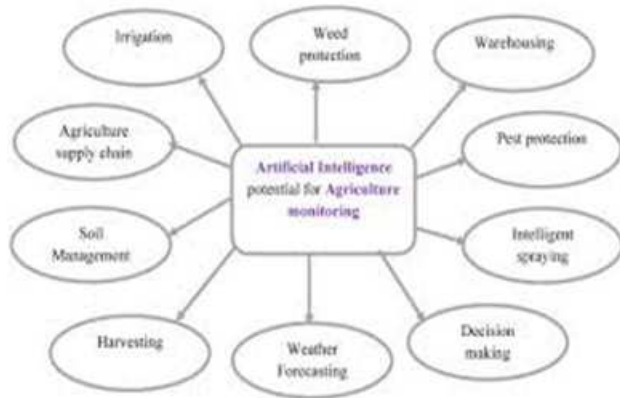 Irrigation
Weed
protection
Warehousing
Agriculture
supply chain
Artificial Intelligence
potential for Agriculture
monitoring
Pest protection
Soil
Management
Intelligent
spraying
Harvesting
Weather
Forecasting
Decision
making